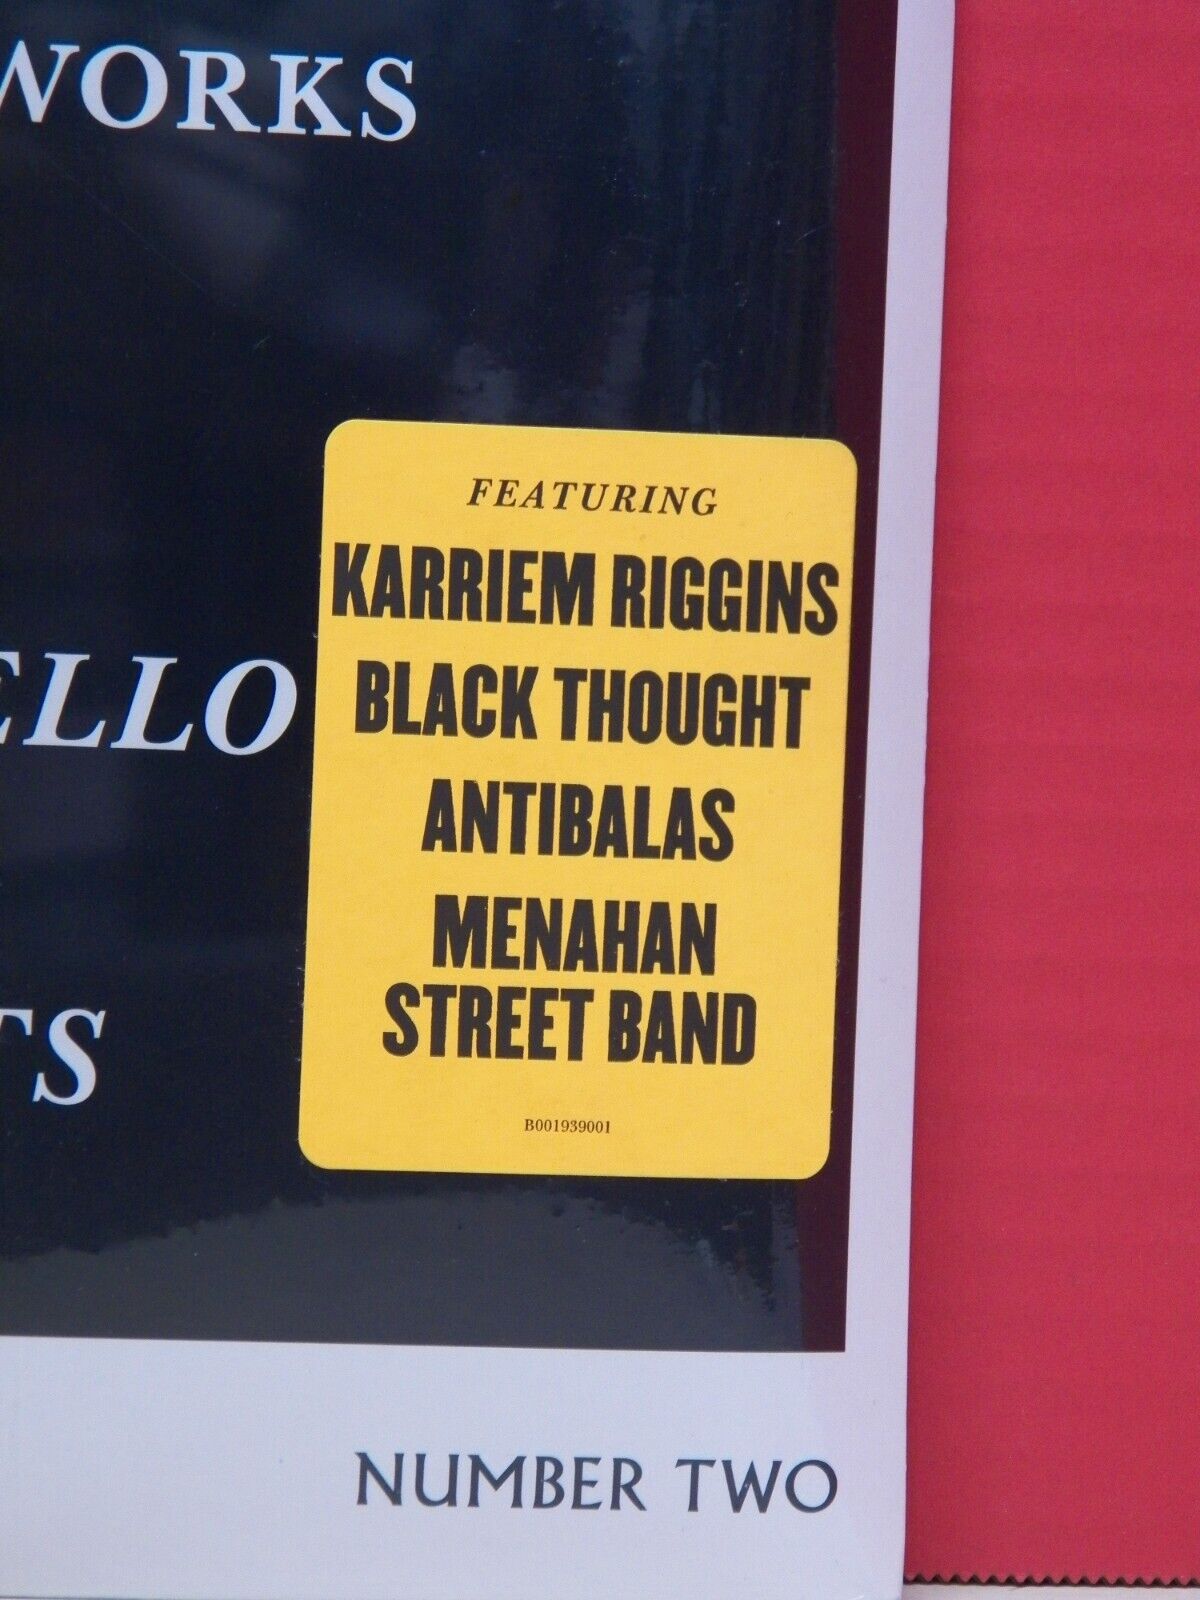 WORKS
FEATURING
KARRIEM RIGGINS
BLACK THOUGHT
ELLO
ANTIBALAS
MENAHAN
STREET BAND
TS
B001939001
NUMBER TWO